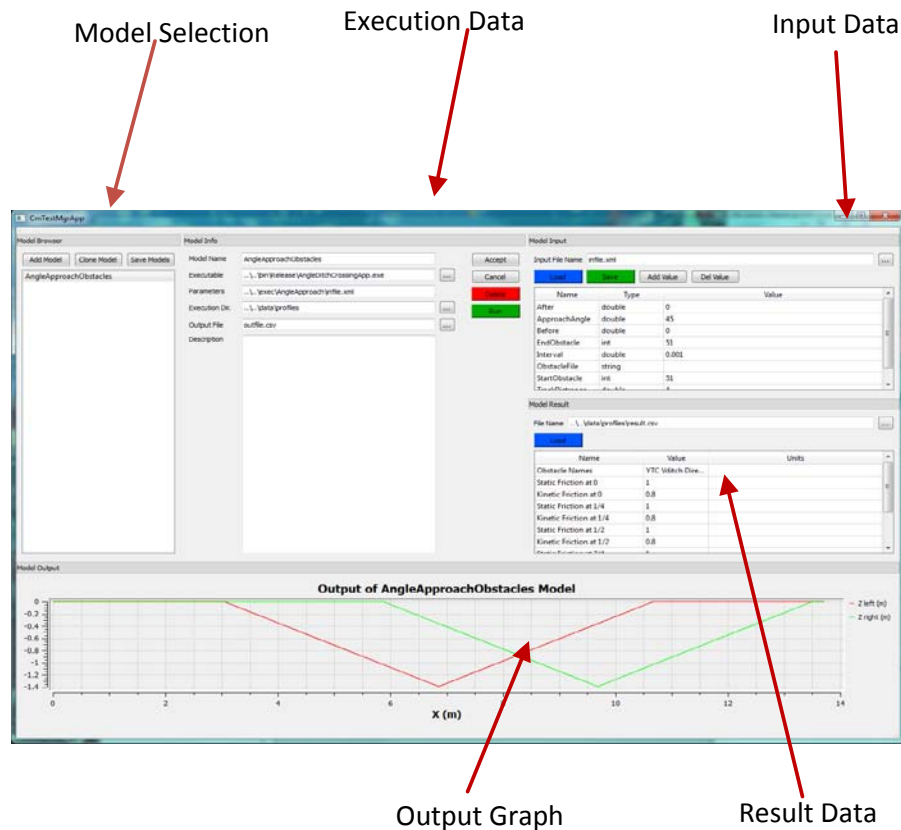 Model Selection
Execution Data
Input Data
CmTestMgrApp
Model Browser
Add Model Clone Model Save Models
AngleApproachObstacles
Model Info
Model Name AngleApproachObstacles
Executable ..\..\bin\Release\AngleDitchCrossingApp.exe ...
Parameters ..\..\exec\AngleApproach\infile.xml
Execution Dir. ..\..\data\profiles ...
Output File outfile.csv ...
Description
Accept
Cancel
Delete
Run
Model Input
Input File Name infile.xml ...
Load Save Add Value Del Value
Name Type Value
After double 0
ApproachAngle double 45
Before double 0
EndObstacle int 51
Interval double 0.001
ObstacleFile string
StartObstacle int 51
Model Result
File Name ..\..\data\profiles\result.csv ...
Load
Name Value Units
Obstacle Names YTC Vditch Dire...
Static Friction at 0 1
Kinetic Friction at 0 0.8
Static Friction at 1/4 1
Kinetic Friction at 1/4 0.8
Static Friction at 1/2 1
Kinetic Friction at 1/2 0.8
Model Output
Output of AngleApproachObstacles Model
0
-0.2
-0.4
-0.6
-0.8
-1
-1.2
-1.4
0 2 4 6 8 10 12 14
X (m)
Z left (m)
Z right (m)
Output Graph
Result Data